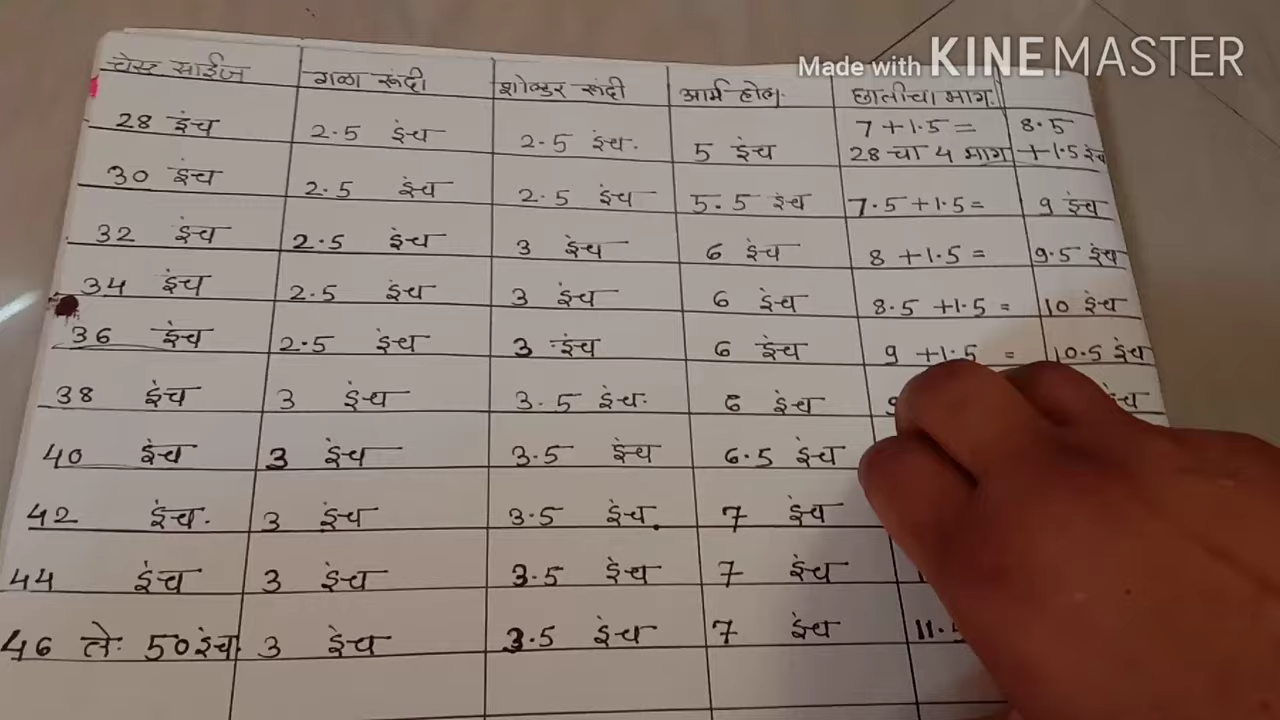 Made with KINEMASTER
चेस्ट साईज गळा रूंदी शोल्डर रूंदी आर्म होल. छातीचा भाग.
28 इंच 2.5 इंच 2.5 इंच. 5 इंच 7 + 1.5 = 8.5
28 चा 4 भाग + 1.5 इंच
30 इंच 2.5 इंच 2.5 इंच 5.5 इंच 7.5 + 1.5 = 9 इंच
32 इंच 2.5 इंच 3 इंच 6 इंच 8 + 1.5 = 9.5 इंच
34 इंच 2.5 इंच 3 इंच 6 इंच 8.5 + 1.5 = 10 इंच
36 इंच 2.5 इंच 3 इंच 6 इंच 9 + 1.5 = 10.5 इंच
38 इंच 3 इंच 3.5 इंच. 6 इंच 9 इंच
40 इंच 3 इंच 3.5 इंच 6.5 इंच
42 इंच. 3 इंच 3.5 इंच. 7 इंच
44 इंच 3 इंच 3.5 इंच 7 इंच
46 ते 50 इंच 3 इंच 3.5 इंच 7 इंच